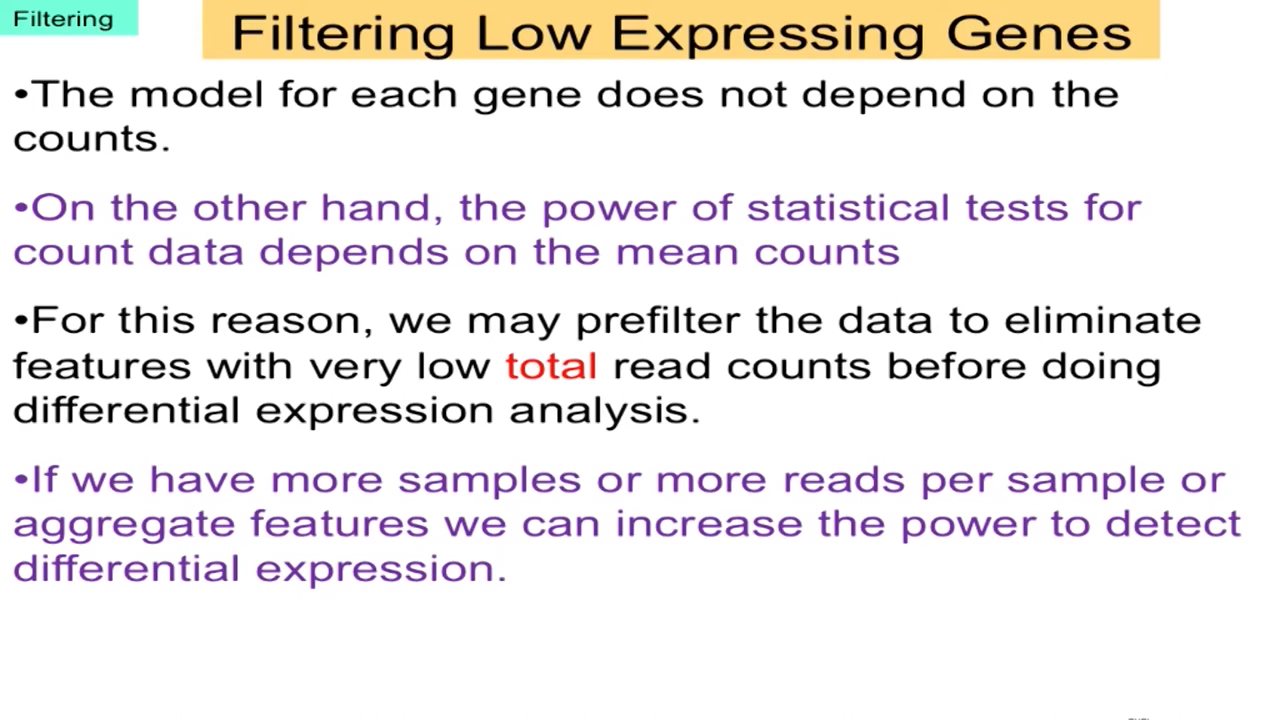 Filtering
Filtering Low Expressing Genes
•The model for each gene does not depend on the
counts.
•On the other hand, the power of statistical tests for
count data depends on the mean counts
•For this reason, we may prefilter the data to eliminate
features with very low total read counts before doing
differential expression analysis.
•If we have more samples or more reads per sample or
aggregate features we can increase the power to detect
differential expression.